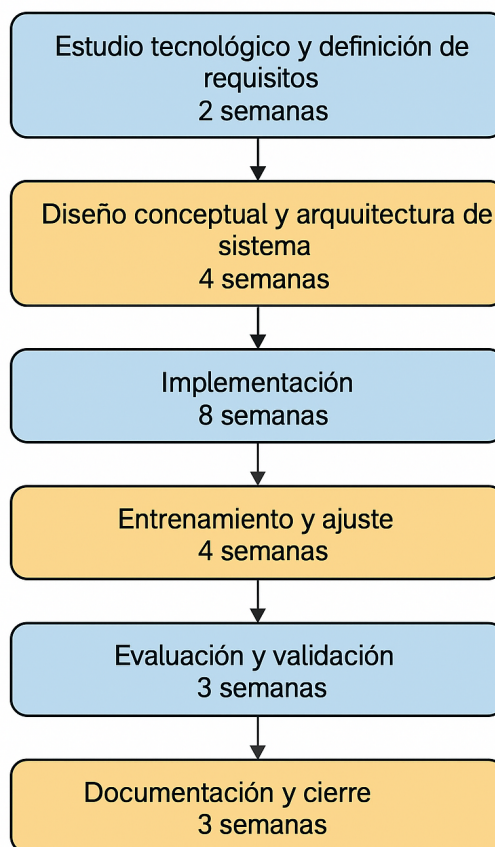 Estudio tecnológico y definición de
requisitos
2 semanas
Diseño conceptual y arquuitectura de
sistema
4 semanas
Implementación
8 semanas
Entrenamiento y ajuste
4 semanas
Evaluación y validación
3 semanas
Documentación y cierre
3 semanas